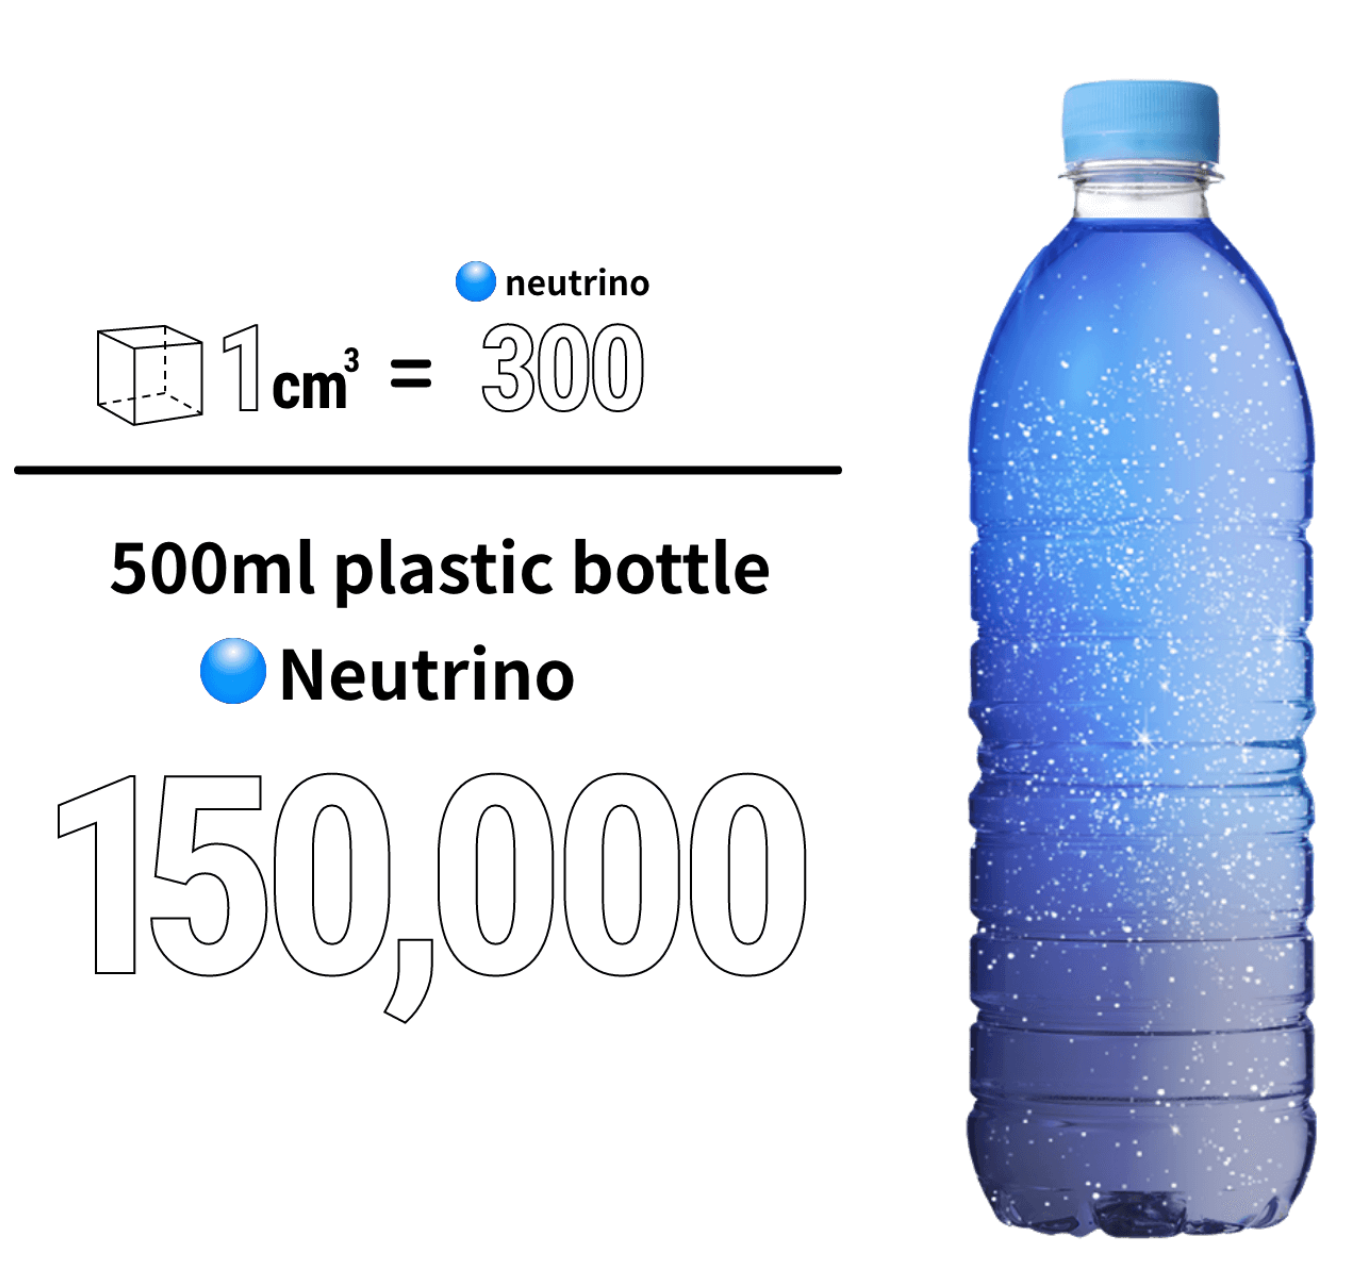 neutrino
1cm³ = 300
500ml plastic bottle
Neutrino
150,000